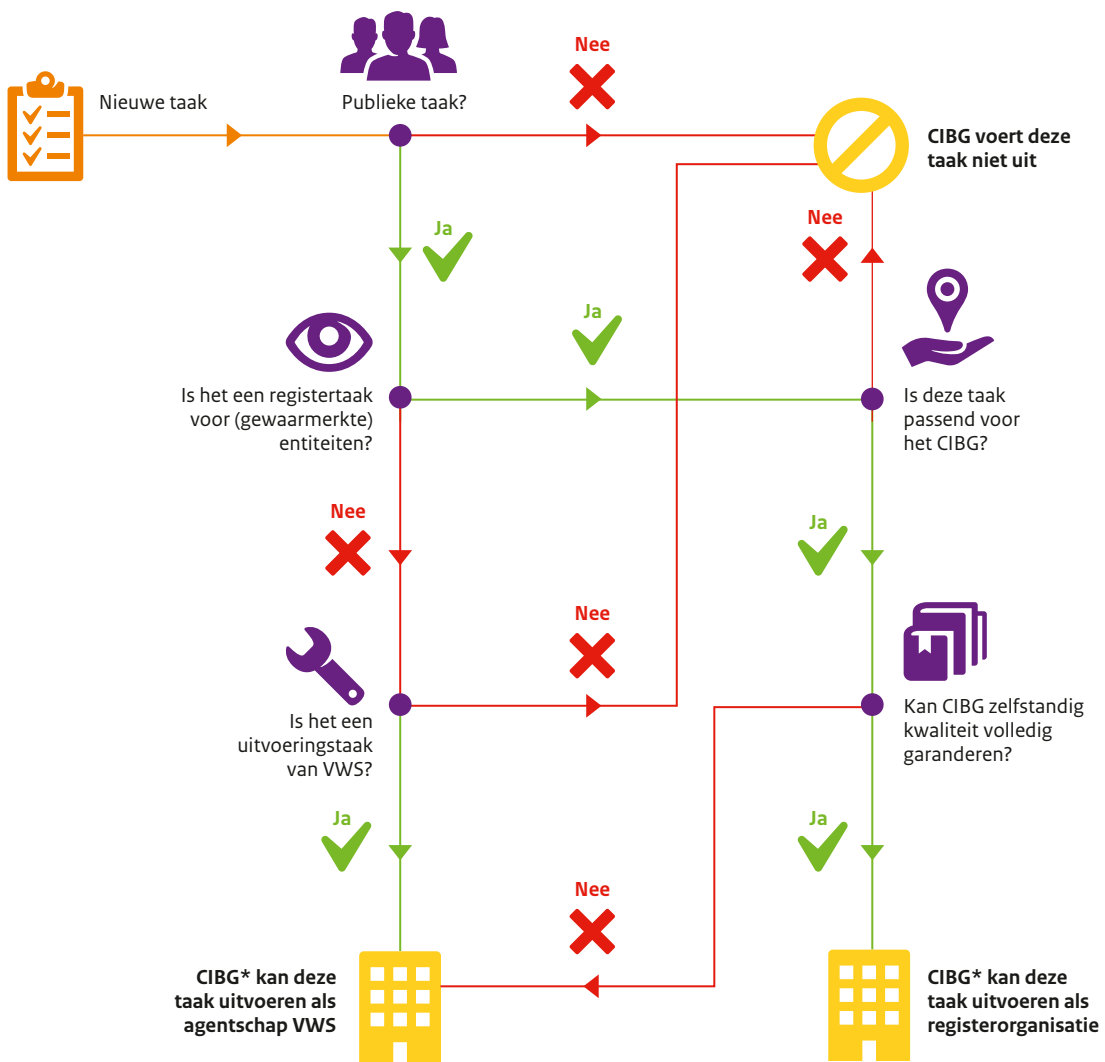 Nieuwe taak
Publieke taak?
Nee
CIBG voert deze
taak niet uit
Ja
Nee
Ja
Is het een registertaak
voor (gewaarmerkte)
entiteiten?
Is deze taak
passend voor
het CIBG?
Nee
Ja
Nee
Is het een
uitvoeringstaak
van VWS?
Kan CIBG zelfstandig
kwaliteit volledig
garanderen?
Ja
Ja
Nee
CIBG* kan deze
taak uitvoeren als
agentschap VWS
CIBG* kan deze
taak uitvoeren als
registerorganisatie